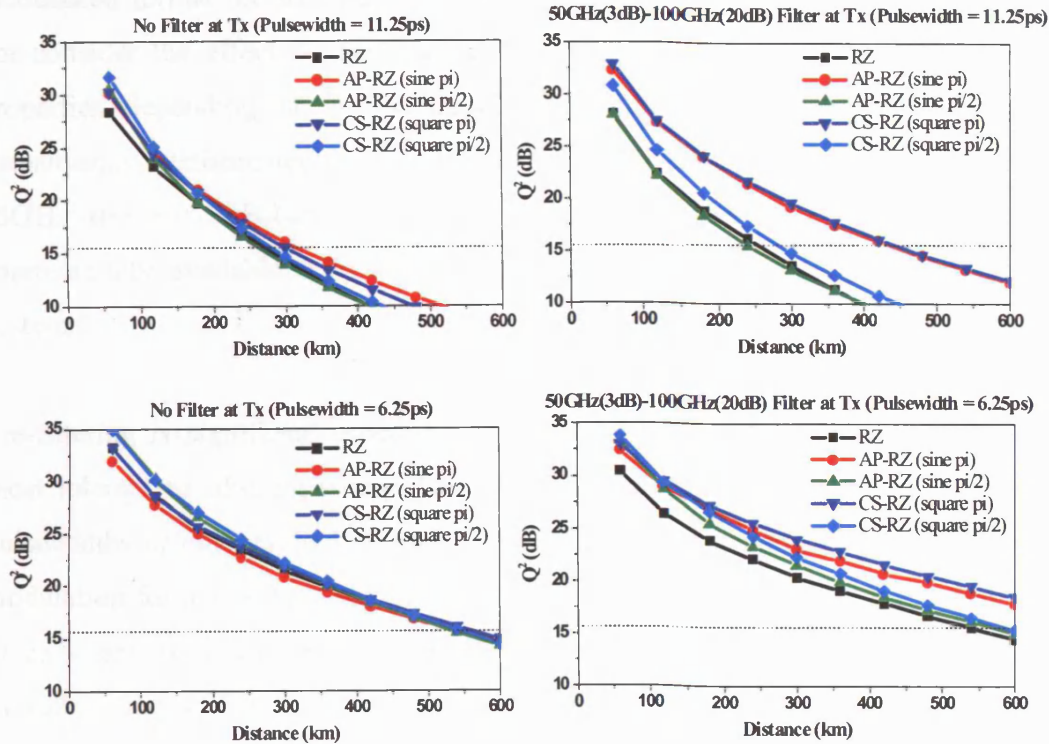 No Filter at Tx (Pulsewidth = 11.25ps)
35
30
25
20
15
10
Q² (dB)
RZ
AP-RZ (sine pi)
AP-RZ (sine pi/2)
CS-RZ (square pi)
CS-RZ (square pi/2)
0 100 200 300 400 500 600
Distance (km)
50GHz(3dB)-100GHz(20dB) Filter at Tx (Pulsewidth = 11.25ps)
35
30
25
20
15
10
Q² (dB)
RZ
AP-RZ (sine pi)
AP-RZ (sine pi/2)
CS-RZ (square pi)
CS-RZ (square pi/2)
0 100 200 300 400 500 600
Distance (km)
No Filter at Tx (Pulsewidth = 6.25ps)
35
30
25
20
15
10
Q² (dB)
RZ
AP-RZ (sine pi)
AP-RZ (sine pi/2)
CS-RZ (square pi)
CS-RZ (square pi/2)
0 100 200 300 400 500 600
Distance (km)
50GHz(3dB)-100GHz(20dB) Filter at Tx (Pulsewidth = 6.25ps)
35
30
25
20
15
10
Q² (dB)
RZ
AP-RZ (sine pi)
AP-RZ (sine pi/2)
CS-RZ (square pi)
CS-RZ (square pi/2)
0 100 200 300 400 500 600
Distance (km)